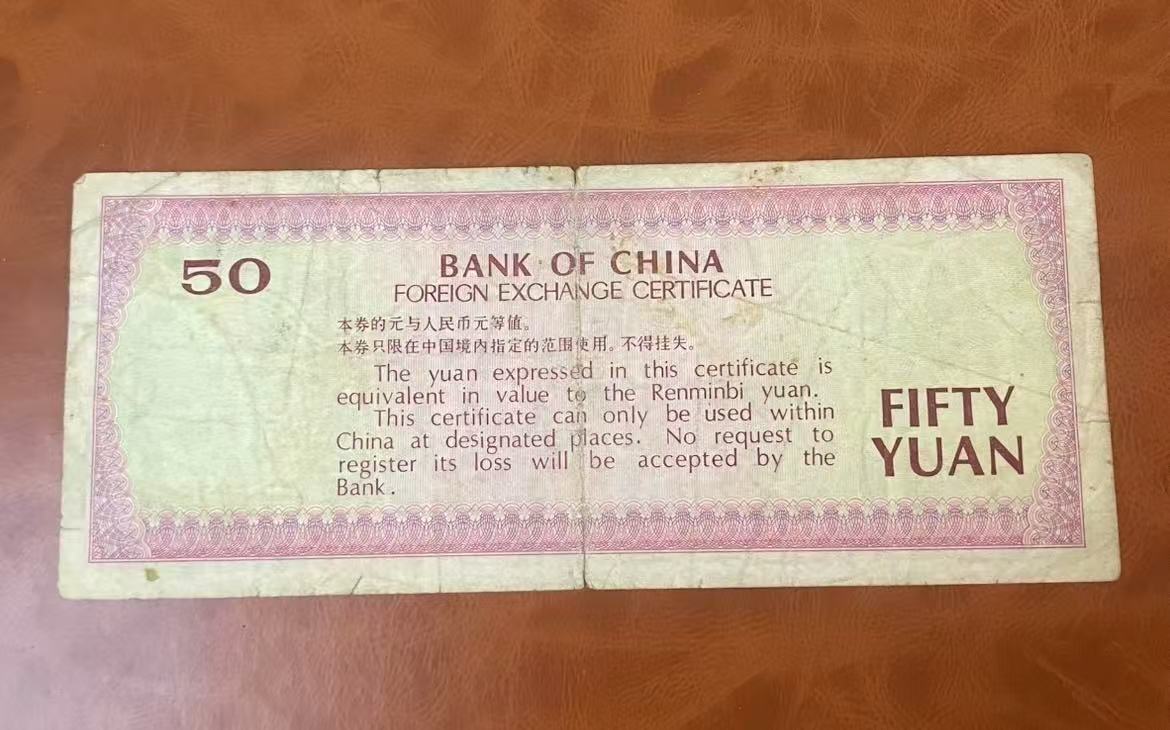 50
BANK OF CHINA
FOREIGN EXCHANGE CERTIFICATE
本券的元与人民币元等值。
本券只限在中国境内指定的范围使用。不得挂失。
The yuan expressed in this certificate is
equivalent in value to the Renminbi yuan.
This certificate can only be used within
China at designated places. No request to
register its loss will be accepted by the
Bank.
FIFTY
YUAN